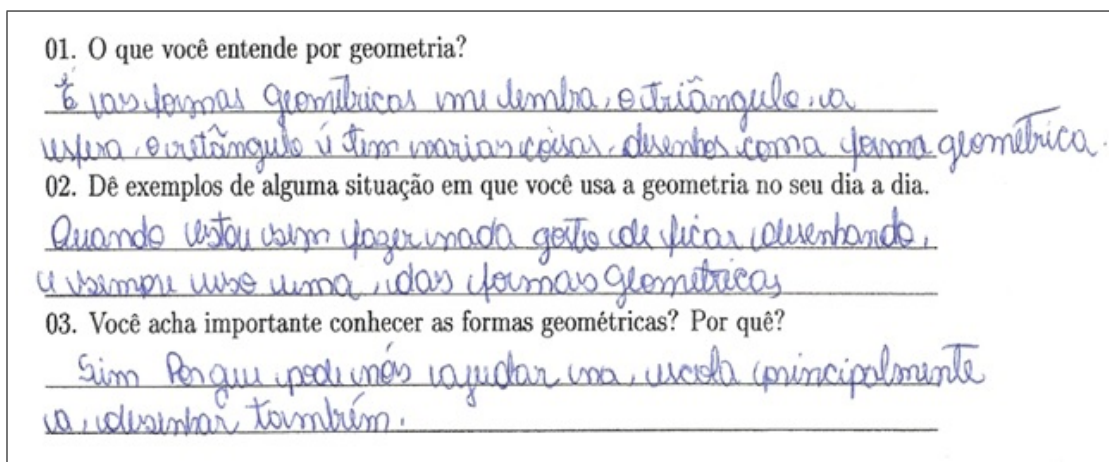 01. O que você entende por geometria?
É as formas geometricas me lembra, o triângulo, a
esfera, o retângulo é tem varias coisas, desenhos com a forma geométrica.
02. Dê exemplos de alguma situação em que você usa a geometria no seu dia a dia.
Quando estou sem fazer nada gosto de ficar desenhando,
e sempre uso uma, das formas geometricas
03. Você acha importante conhecer as formas geométricas? Por quê?
Sim Porque pode nós ajudar na, escola principalmente
a, desenhar também.